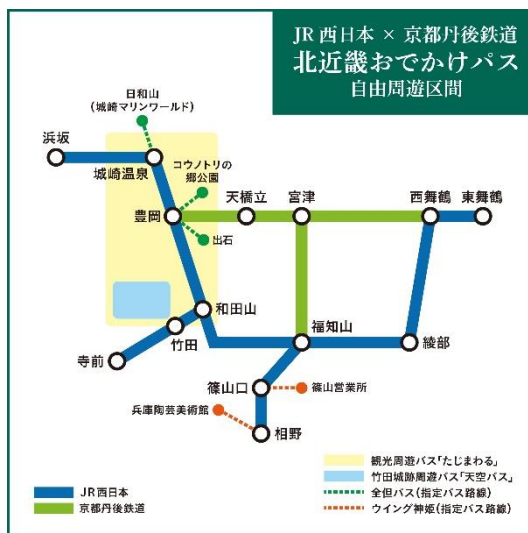 JR西日本 × 京都丹後鉄道
北近畿おでかけパス
自由周遊区間
日和山
(城崎マリンワールド)
浜坂
城崎温泉
コウノトリの
郷公園
豊岡
天橋立
宮津
西舞鶴
東舞鶴
出石
和田山
竹田
寺前
福知山
綾部
篠山口
篠山営業所
兵庫陶芸美術館
相野
観光周遊バス「たじまわる」
竹田城跡周遊バス「天空バス」
JR西日本
全但バス(指定バス路線)
京都丹後鉄道
ウイング神姫(指定バス路線)